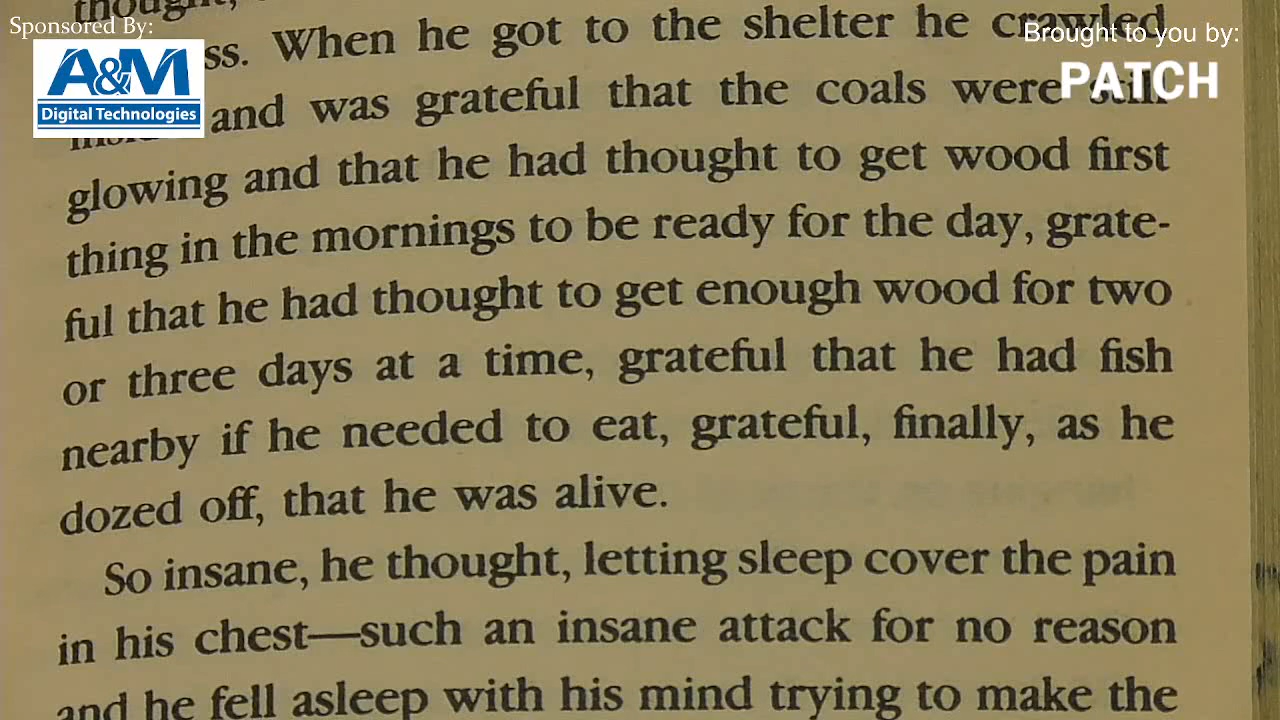 Sponsored By:
A&M
Digital Technologies
Brought to you by:
PATCH
thought,
ss. When he got to the shelter he crawled
and was grateful that the coals were still
glowing and that he had thought to get wood first
thing in the mornings to be ready for the day, grate-
ful that he had thought to get enough wood for two
or three days at a time, grateful that he had fish
nearby if he needed to eat, grateful, finally, as he
dozed off, that he was alive.
So insane, he thought, letting sleep cover the pain
in his chest—such an insane attack for no reason
and he fell asleep with his mind trying to make the